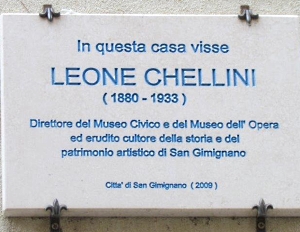 In questa casa visse
LEONE CHELLINI
( 1880 - 1933 )
Direttore del Museo Civico e del Museo dell' Opera
ed erudito cultore della storia e del
patrimonio artistico di San Gimignano
Citta' di San Gimignano ( 2009 )